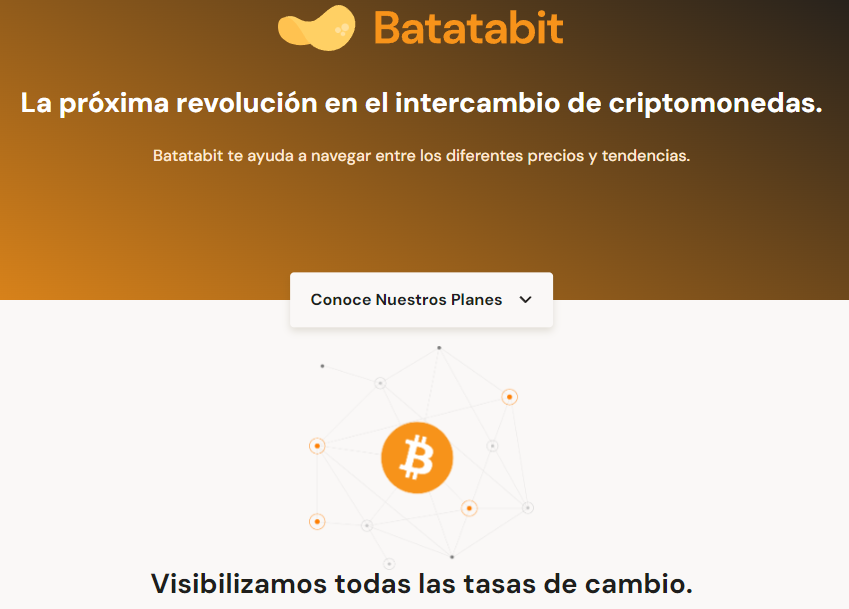 Batatabit
La próxima revolución en el intercambio de criptomonedas.
Batatabit te ayuda a navegar entre los diferentes precios y tendencias.
Conoce Nuestros Planes
Visibilizamos todas las tasas de cambio.